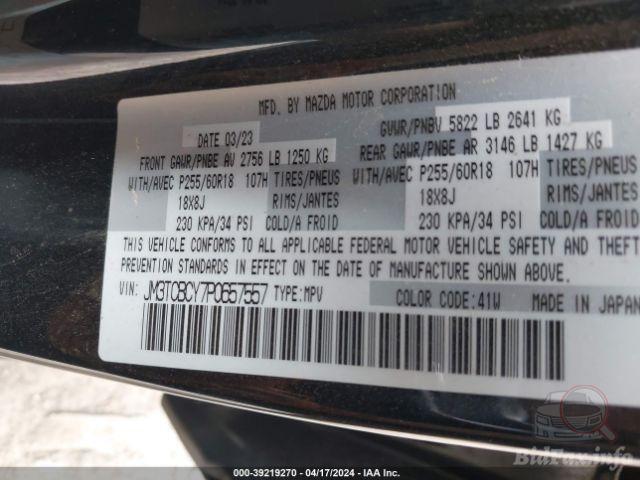 MFD. BY MAZDA MOTOR CORPORATION
DATE 03/23
GVWR/PNBV 5822 LB 2641 KG
FRONT GAWR/PNBE AV 2756 LB 1250 KG
REAR GAWR/PNBE AR 3146 LB 1427 KG
WITH/AVEC P255/60R18 107H TIRES/PNEUS
WITH/AVEC P255/60R18 107H TIRES/PNEUS
18X8J RIMS/JANTES
18X8J RIMS/JANTES
230 KPA/34 PSI COLD/A FROID
230 KPA/34 PSI COLD/A FROID
THIS VEHICLE CONFORMS TO ALL APPLICABLE FEDERAL MOTOR VEHICLE SAFETY AND THEFT
PREVENTION STANDARDS IN EFFECT ON THE DATE OF MANUFACTURE SHOWN ABOVE.
VIN: JM3TCBCY7P0657557 TYPE: MPV
COLOR CODE: 41W MADE IN JAPAN
BidFax.info
000-39219270 - 04/17/2024 - IAA Inc.